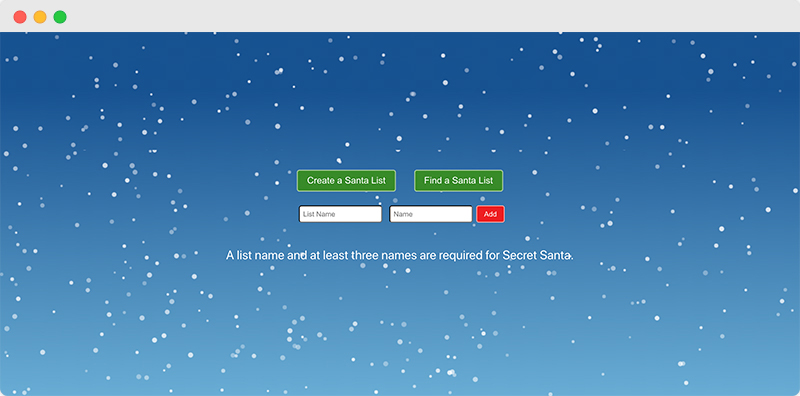 Create a Santa List Find a Santa List
List Name Name Add
A list name and at least three names are required for Secret Santa.